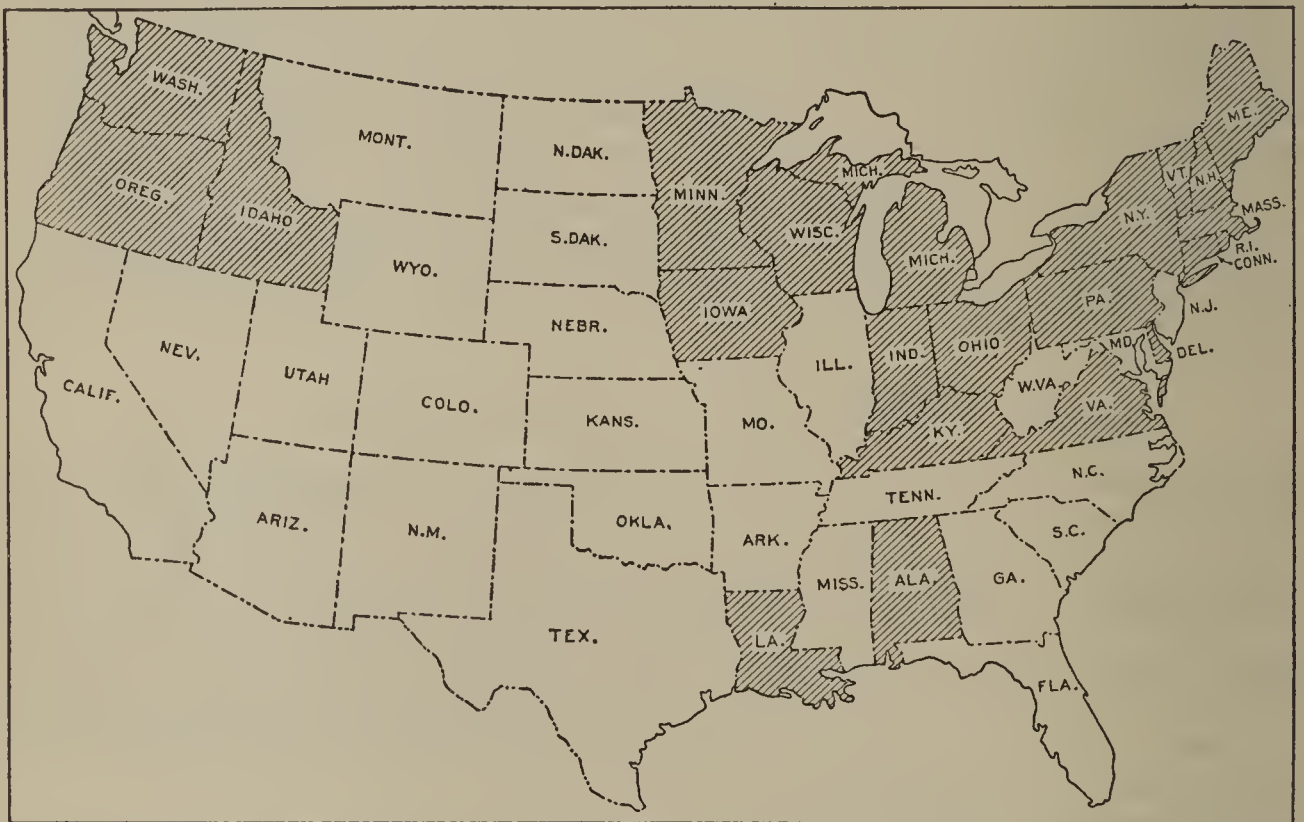 WASH.
MONT.
N.DAK.
MINN.
MICH.
ME.
VT.
N.H.
OREG.
IDAHO
S.DAK.
WISC.
MICH.
N.Y.
MASS.
R.I.
CONN.
WYO.
NEBR.
IOWA
PA.
N.J.
NEV.
UTAH
COLO.
KANS.
MO.
ILL.
IND.
OHIO
MD.
DEL.
W.VA.
VA.
CALIF.
KY.
N.C.
TENN.
ARIZ.
N.M.
OKLA.
ARK.
S.C.
MISS.
ALA.
GA.
TEX.
LA.
FLA.